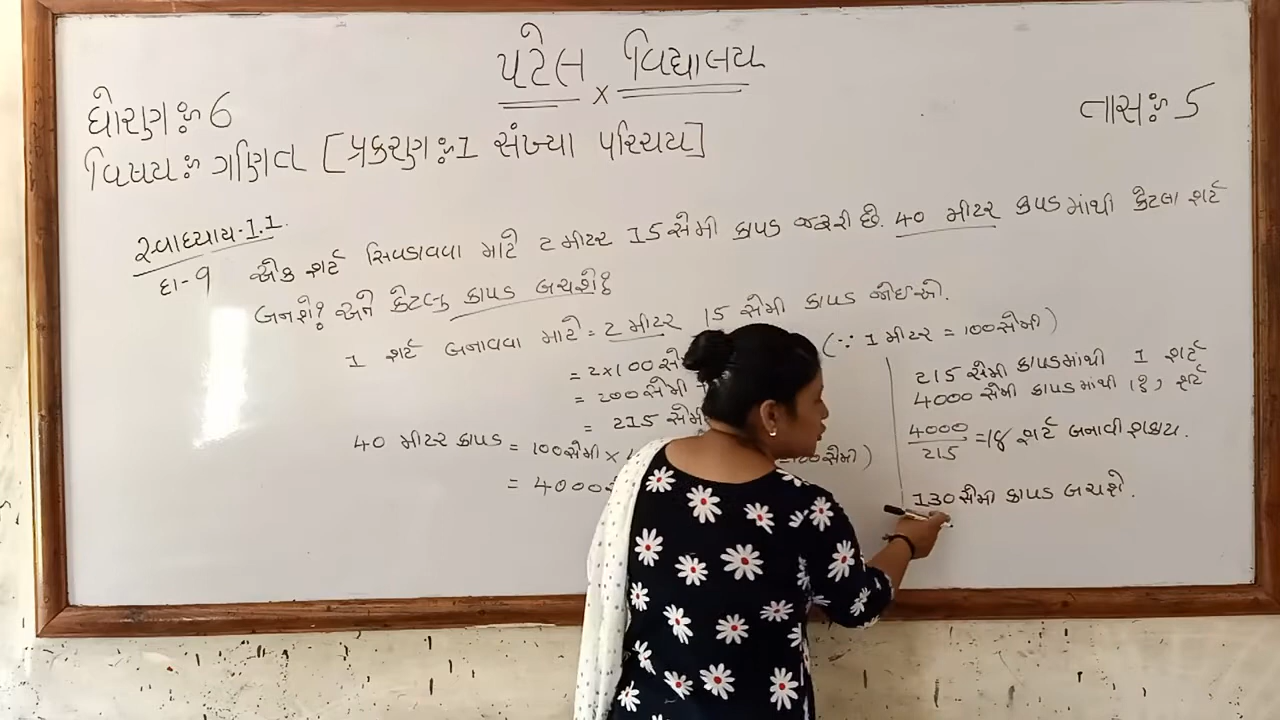 પટેલ વિદ્યાલય
ધોરણઃ 6
તાસઃ 5
વિષયઃ ગણિત [પ્રકરણઃ1 સંખ્યા પરિચય]
સ્વાધ્યાય-1.1
દા-9 એક શર્ટ સિવડાવવા માટે 2 મીટર 15 સેમી કાપડ જરૂરી છે. 40 મીટર કાપડમાંથી કેટલા શર્ટ
બનશે? અને કેટલુ કાપડ બચશે?
1 શર્ટ બનાવવા માટે = 2 મીટર 15 સેમી કાપડ જોઈએ.
= 2×100 સે (∵ 1 મીટર = 100 સેમી)
= 200 સેમી
= 215 સેમી
40 મીટર કાપડ = 100 સેમી × સેમી)
= 4000
215 સેમી કાપડમાંથી 1 શર્ટ
4000 સેમી કાપડમાંથી (?) શર્ટ
4000/215 = 18 શર્ટ બનાવી શકાય.
130 સેમી કાપડ બચશે.